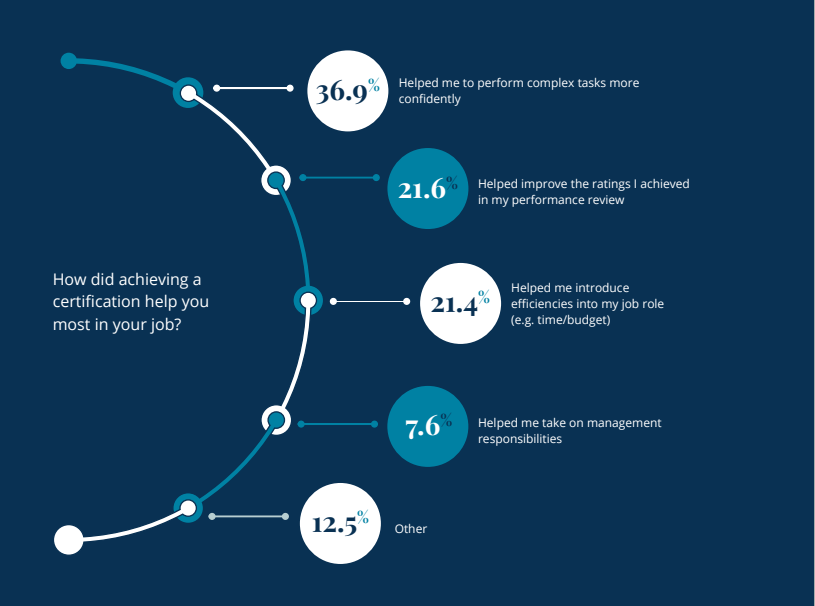 36.9%
Helped me to perform complex tasks more
confidently
21.6%
Helped improve the ratings I achieved
in my performance review
How did achieving a
certification help you
most in your job?
21.4%
Helped me introduce
efficiencies into my job role
(e.g. time/budget)
7.6%
Helped me take on management
responsibilities
12.5%
Other